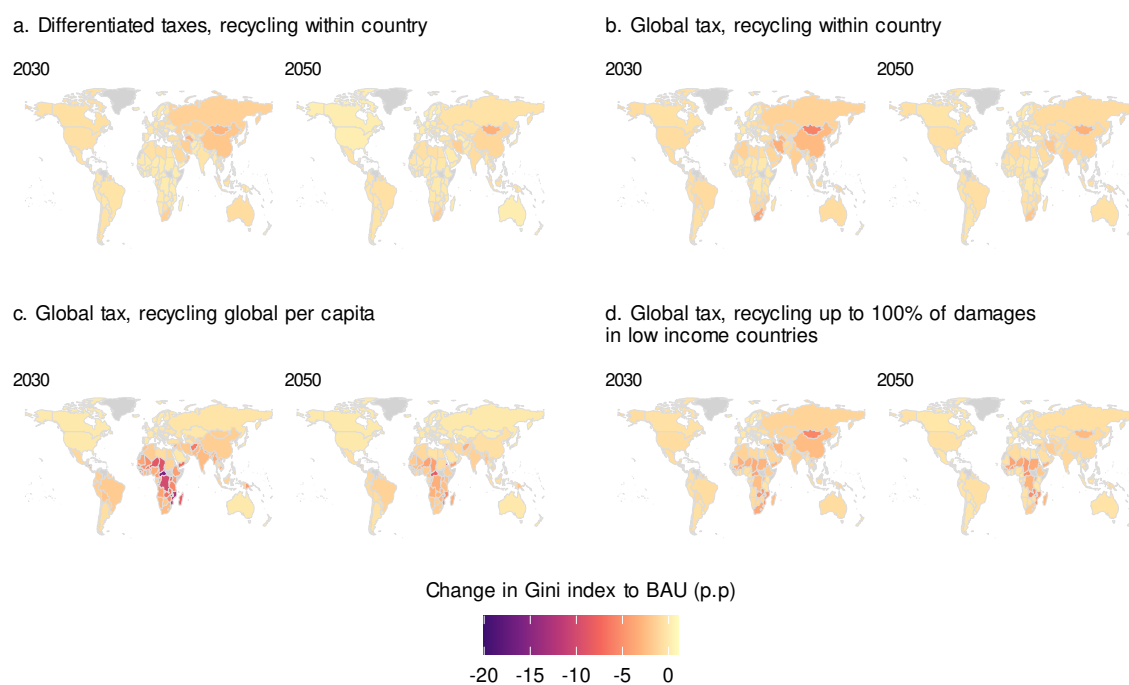 a. Differentiated taxes, recycling within country
2030
2050
b. Global tax, recycling within country
2030
2050
c. Global tax, recycling global per capita
2030
2050
d. Global tax, recycling up to 100% of damages
in low income countries
2030
2050
Change in Gini index to BAU (p.p)
-20 -15 -10 -5 0